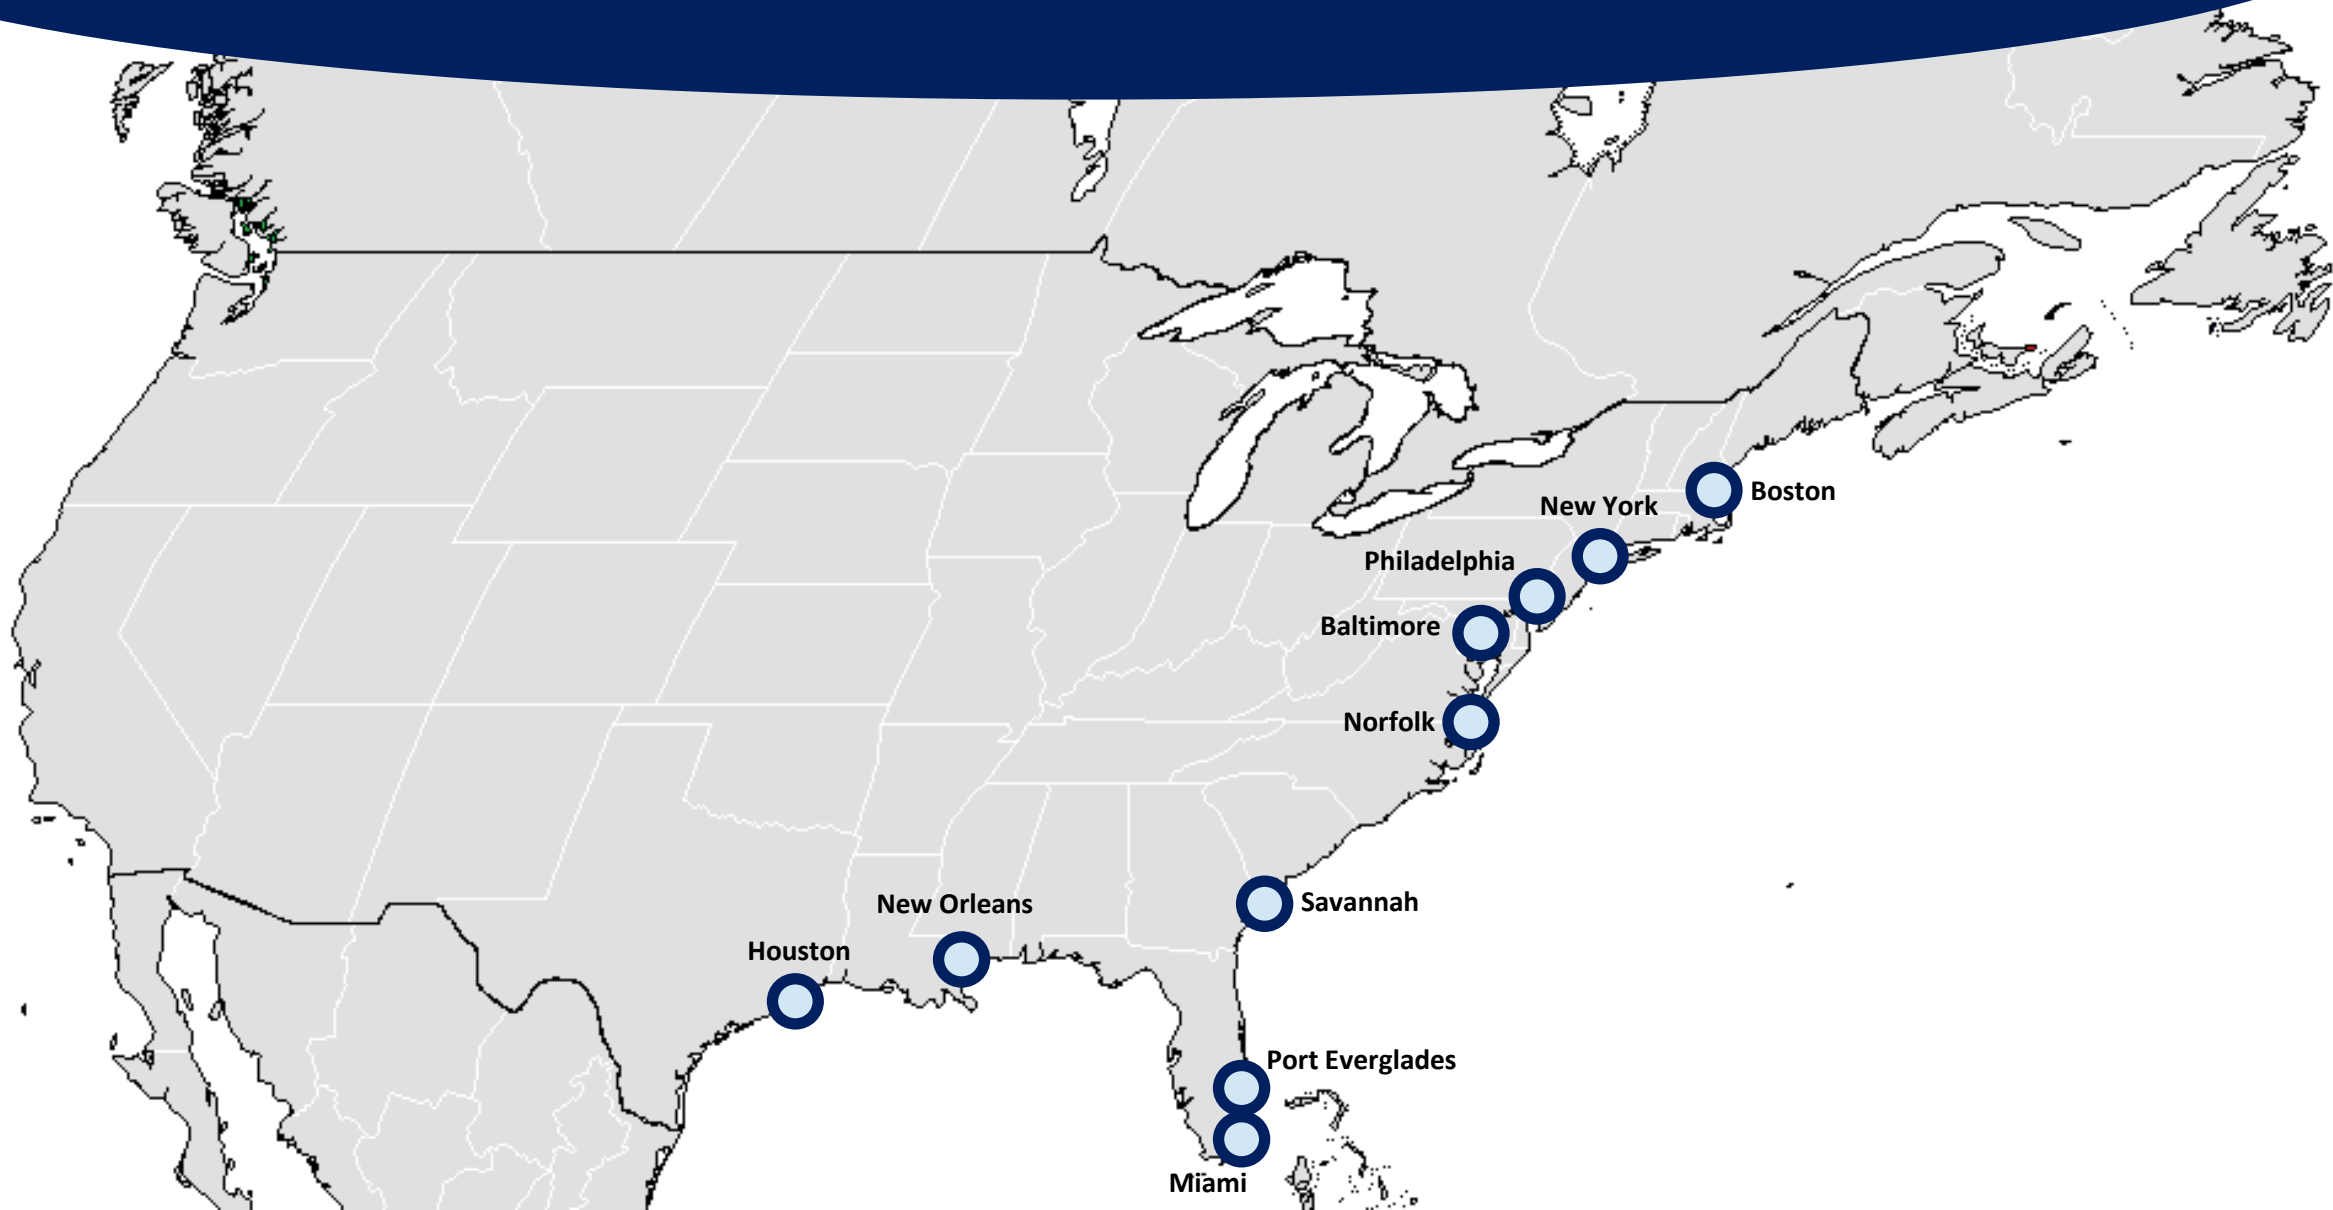 Boston
New York
Philadelphia
Baltimore
Norfolk
Savannah
New Orleans
Houston
Port Everglades
Miami